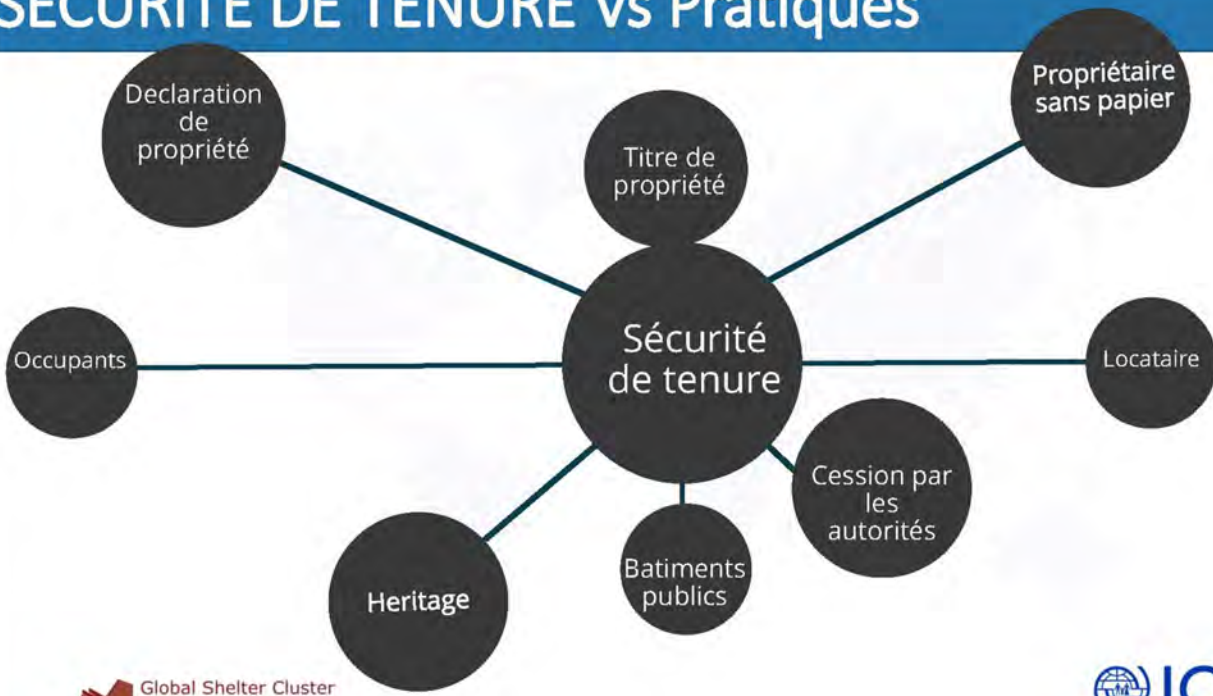 SECURITE DE TENURE vs Pratiques
Declaration
de
propriété
Titre de
propriété
Propriétaire
sans papier
Occupants
Sécurité
de tenure
Locataire
Cession par
les
autorités
Heritage
Batiments
publics
Global Shelter Cluster